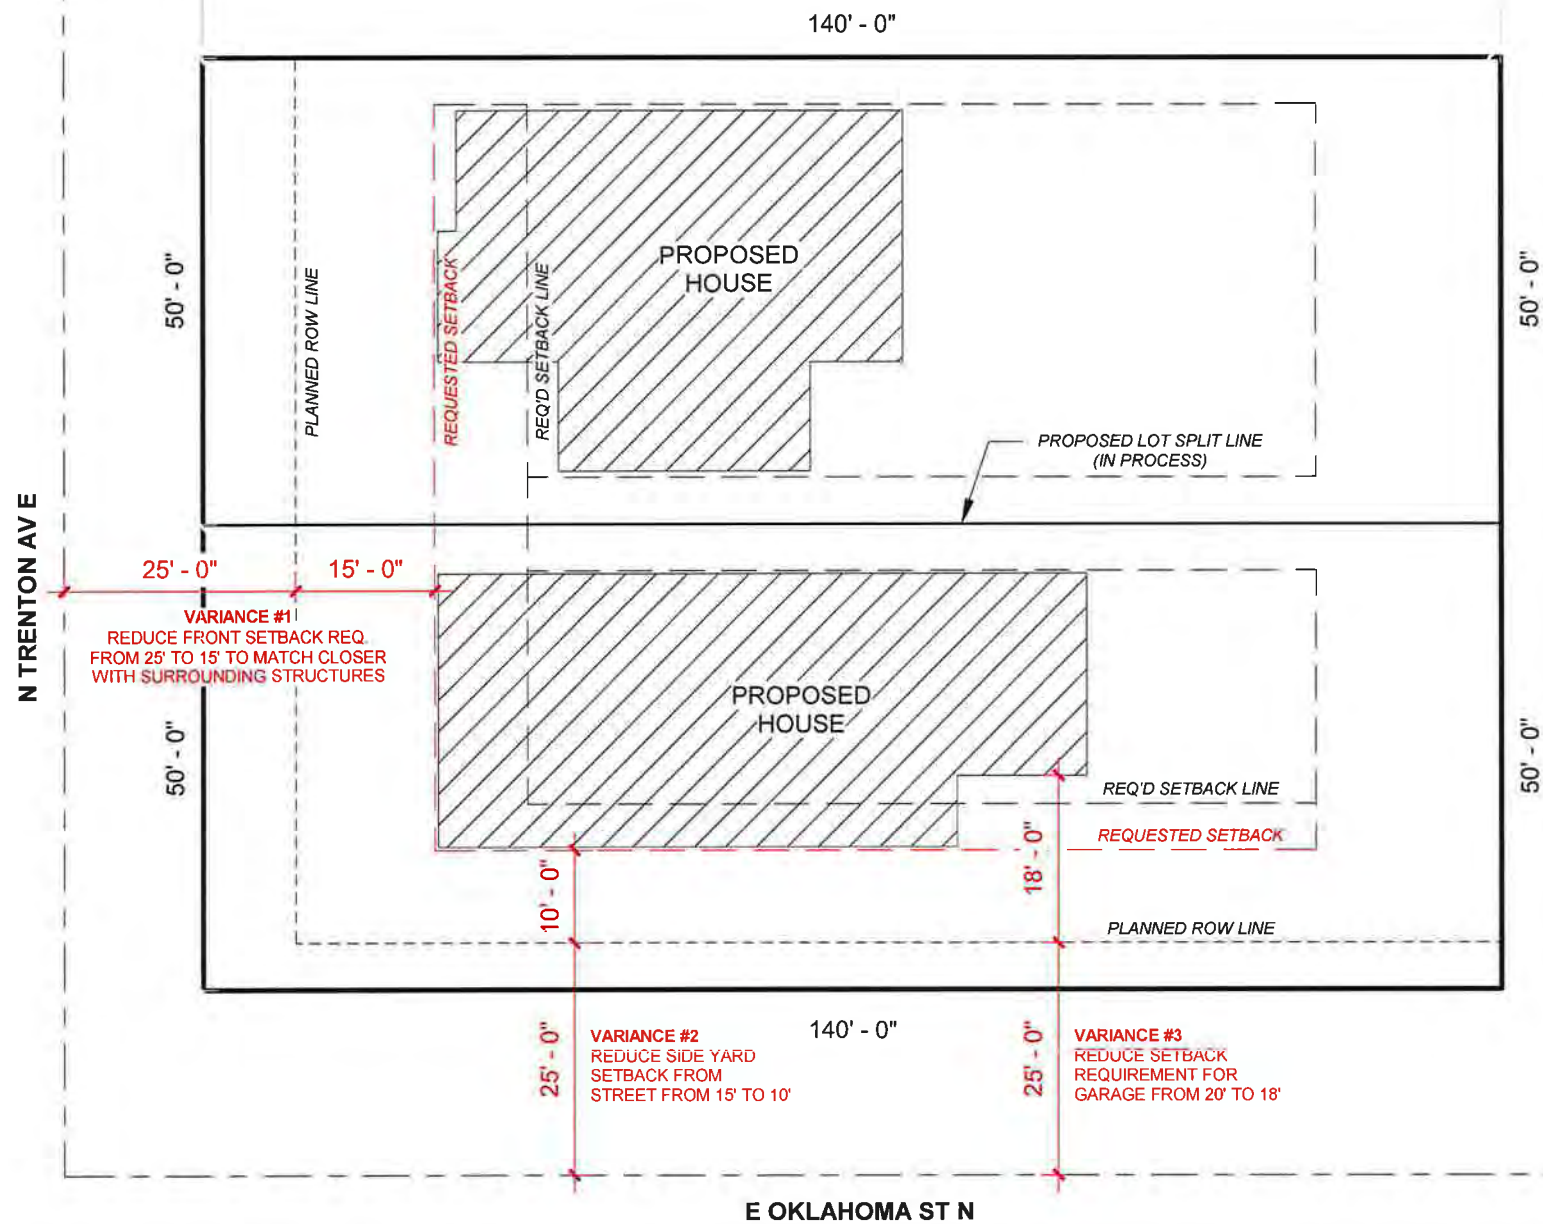 140' - 0"
50' - 0"
PLANNED ROW LINE
REQUESTED SETBACK
REQ'D SETBACK LINE
PROPOSED
HOUSE
50' - 0"
PROPOSED LOT SPLIT LINE
(IN PROCESS)
N TRENTON AV E
25' - 0"
15' - 0"
VARIANCE #1
REDUCE FRONT SETBACK REQ.
FROM 25' TO 15' TO MATCH CLOSER
WITH SURROUNDING STRUCTURES
50' - 0"
PROPOSED
HOUSE
50' - 0"
REQ'D SETBACK LINE
REQUESTED SETBACK
10' - 0"
18' - 0"
PLANNED ROW LINE
140' - 0"
25' - 0"
VARIANCE #2
REDUCE SIDE YARD
SETBACK FROM
STREET FROM 15' TO 10'
25' - 0"
VARIANCE #3
REDUCE SETBACK
REQUIREMENT FOR
GARAGE FROM 20' TO 18'
E OKLAHOMA ST N